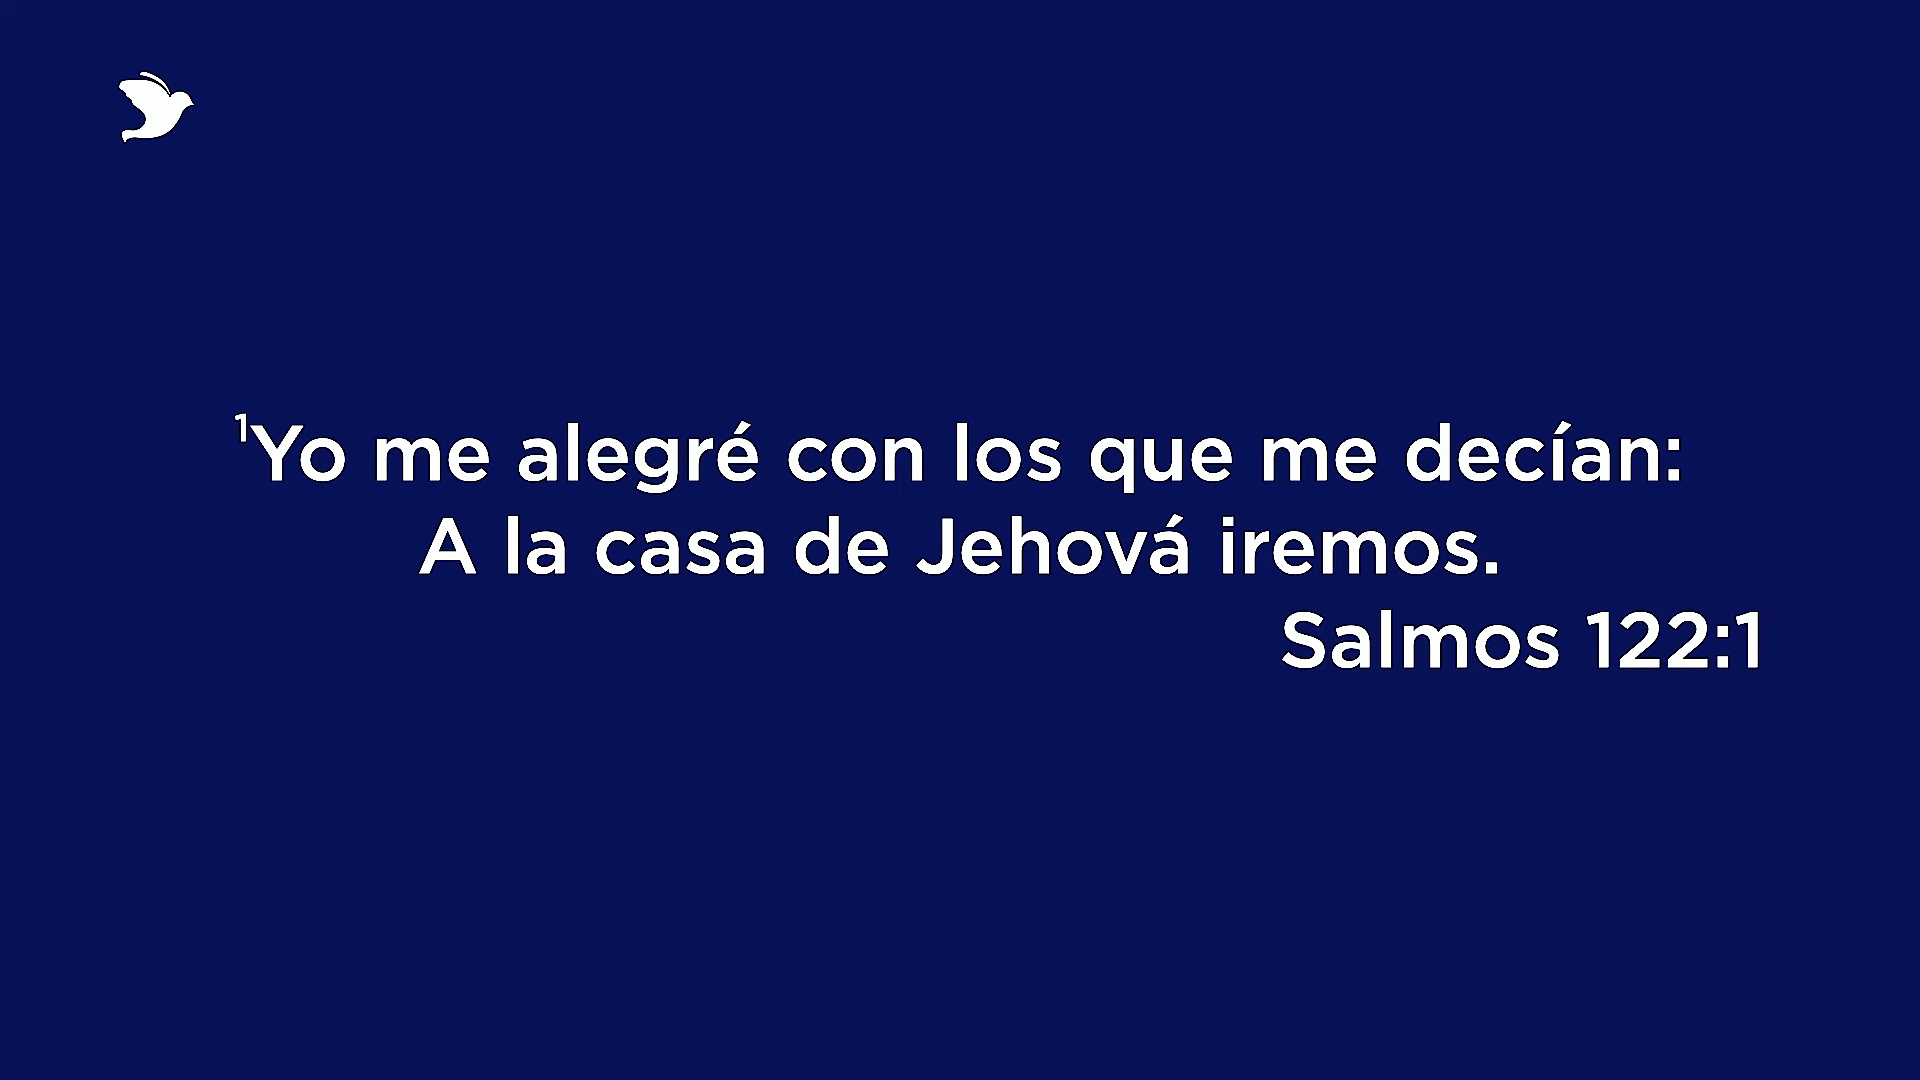 ¹Yo me alegré con los que me decían:
A la casa de Jehová iremos.
Salmos 122:1